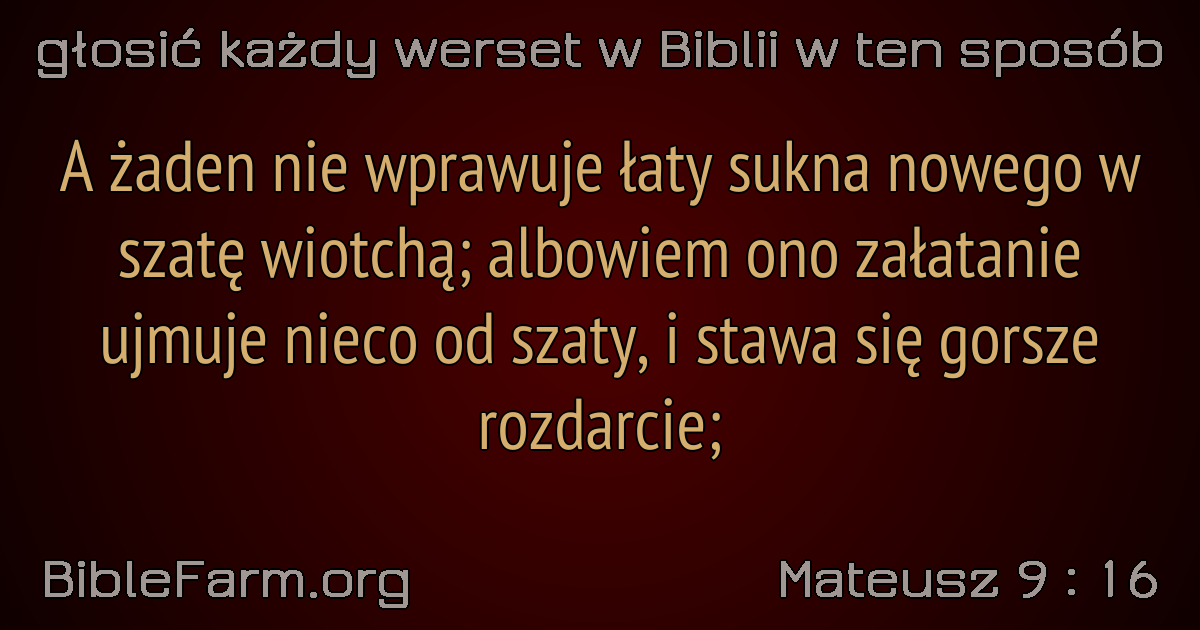 głosić każdy werset w Biblii w ten sposób
A żaden nie wprawuje łaty sukna nowego w
szatę wiotchą; albowiem ono załatanie
ujmuje nieco od szaty, i stawa się gorsze
rozdarcie;
BibleFarm.org
Mateusz 9 : 16